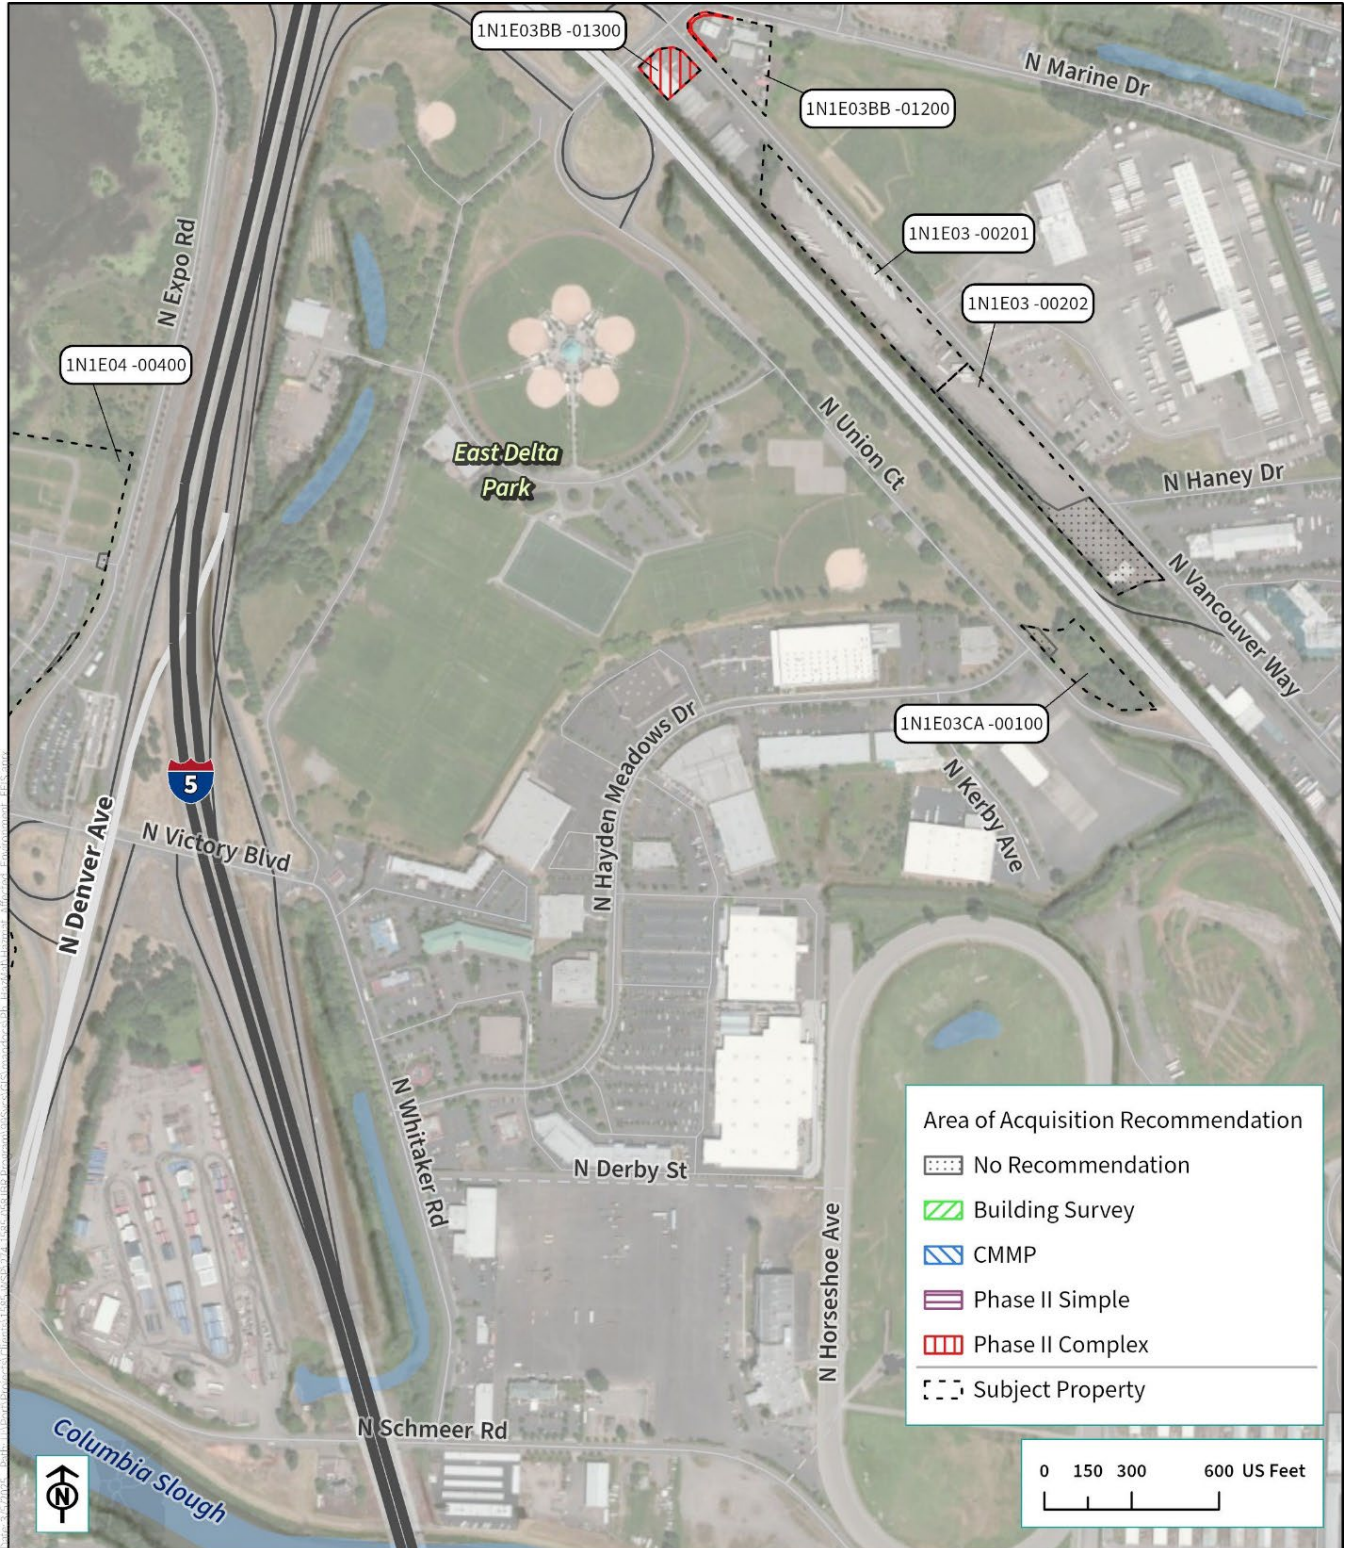 1N1E03BB -01300
N Marine Dr
1N1E03BB -01200
N Expo Rd
1N1E03 -00201
1N1E03 -00202
1N1E04 -00400
N Union Ct
East Delta
Park
N Haney Dr
N Vancouver Way
1N1E03CA -00100
N Hayden Meadows Dr
N Kerby Ave
5
N Victory Blvd
N Denver Ave
N Whitaker Rd
N Derby St
N Horseshoe Ave
N Schmeer Rd
Columbia Slough
N
Area of Acquisition Recommendation
No Recommendation
Building Survey
CMMP
Phase II Simple
Phase II Complex
Subject Property
0 150 300 600 US Feet